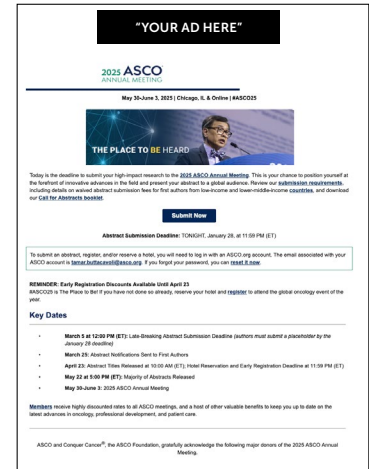 "YOUR AD HERE"
2025 ASCO®
ANNUAL MEETING
May 30-June 3, 2025 | Chicago, IL & Online | #ASCO25
THE PLACE TO BE HEARD
Today is the deadline to submit your high-impact research to the 2025 ASCO Annual Meeting. This is your chance to position yourself at
the forefront of innovative advances in the field and present your abstract to a global audience. Review our submission requirements,
including details on waived abstract submission fees for first authors from low-income and lower-middle-income countries, and download
our Call for Abstracts booklet.
Submit Now
Abstract Submission Deadline: TONIGHT, January 28, at 11:59 PM (ET)
To submit an abstract, register, and/or reserve a hotel, you will need to log in with an ASCO.org account. The email associated with your
ASCO account is tamar.buttacavoli@asco.org. If you forgot your password, you can reset it now.
REMINDER: Early Registration Discounts Available Until April 23
#ASCO25 is The Place to Be! If you have not done so already, reserve your hotel and register to attend the global oncology event of the
year.
Key Dates
• March 5 at 12:00 PM (ET): Late-Breaking Abstract Submission Deadline (authors must submit a placeholder by the
January 28 deadline)
• March 25: Abstract Notifications Sent to First Authors
• April 23: Abstract Titles Released at 10:00 AM (ET); Hotel Reservation and Early Registration Deadline at 11:59 PM (ET)
• May 22 at 5:00 PM (ET): Majority of Abstracts Released
• May 30-June 3: 2025 ASCO Annual Meeting
Members receive highly discounted rates to all ASCO meetings, and a host of other valuable benefits to keep you up to date on the
latest advances in oncology, professional development, and patient care.
ASCO and Conquer Cancer®, the ASCO Foundation, gratefully acknowledge the following major donors of the 2025 ASCO Annual
Meeting.